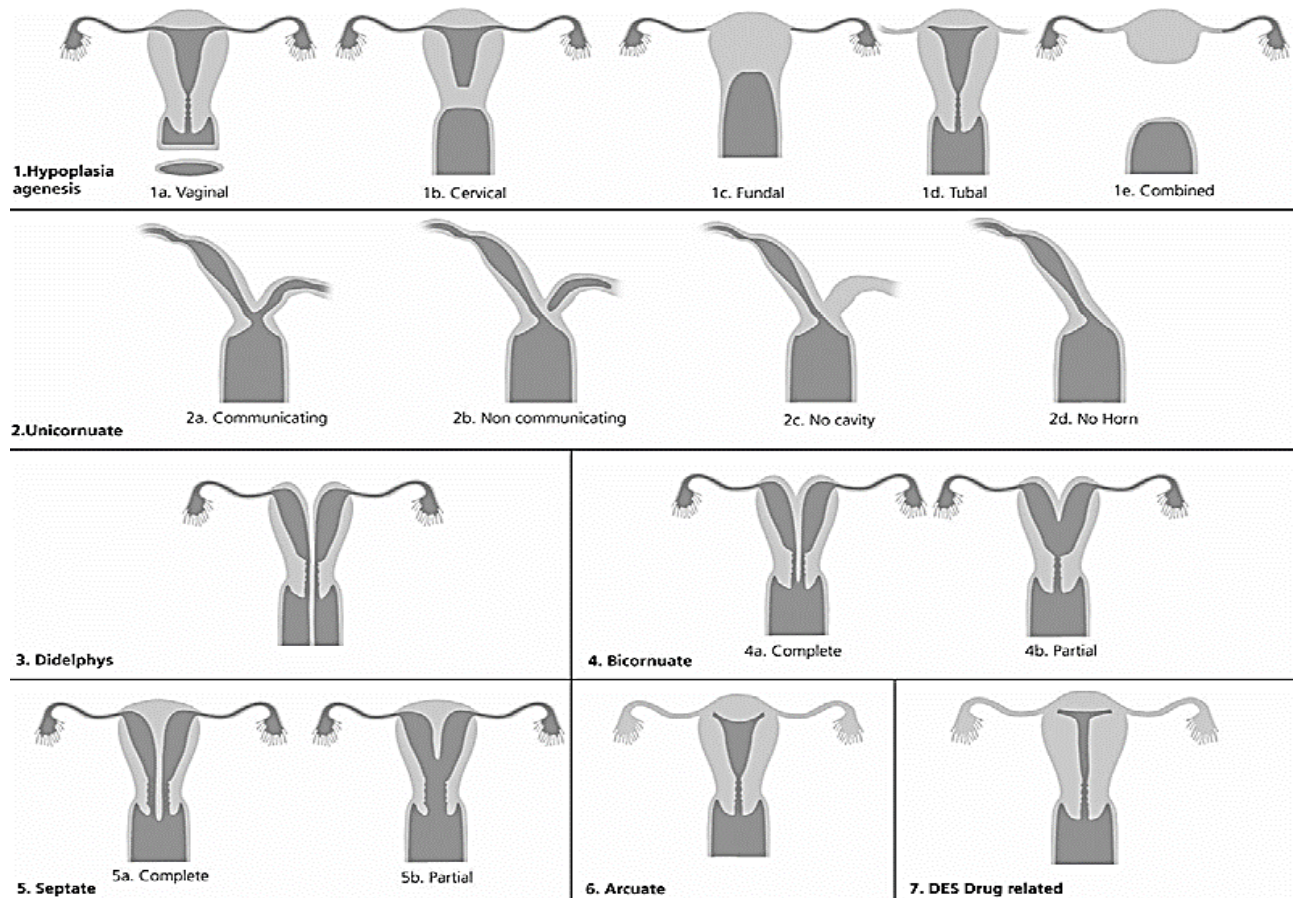 1.Hypoplasia
agenesis
1a. Vaginal
1b. Cervical
1c. Fundal
1d. Tubal
1e. Combined
2.Unicornuate
2a. Communicating
2b. Non communicating
2c. No cavity
2d. No Horn
3. Didelphys
4. Bicornuate
4a. Complete
4b. Partial
5. Septate
5a. Complete
5b. Partial
6. Arcuate
7. DES Drug related